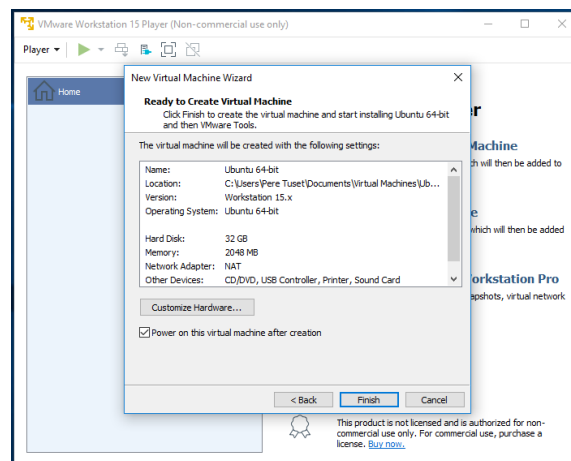 VMware Workstation 15 Player (Non-commercial use only)
Player
Home
New Virtual Machine Wizard
Ready to Create Virtual Machine
Click Finish to create the virtual machine and start installing Ubuntu 64-bit
and then VMware Tools.
The virtual machine will be created with the following settings:
Name: Ubuntu 64-bit
Location: C:\Users\Pere Tuset\Documents\Virtual Machines\Ub...
Version: Workstation 15.x
Operating System: Ubuntu 64-bit
Hard Disk: 32 GB
Memory: 2048 MB
Network Adapter: NAT
Other Devices: CD/DVD, USB Controller, Printer, Sound Card
Customize Hardware...
Power on this virtual machine after creation
< Back Finish Cancel
r
Machine
ch will then be added to
e
which will then be added
orkstation Pro
apshots, virtual network
This product is not licensed and is authorized for non-
commercial use only. For commercial use, purchase a
license. Buy now.